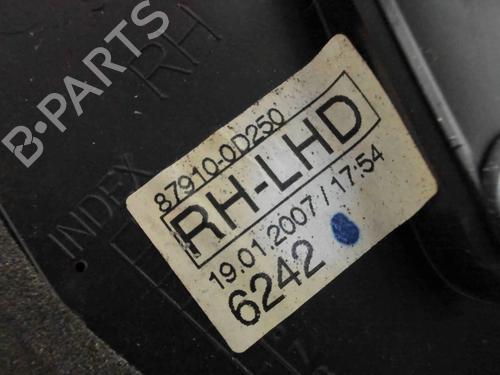 B-PARTS
RH
INDEX
87910-0D250
RH-LHD
19.01.2007 / 17:54
6242